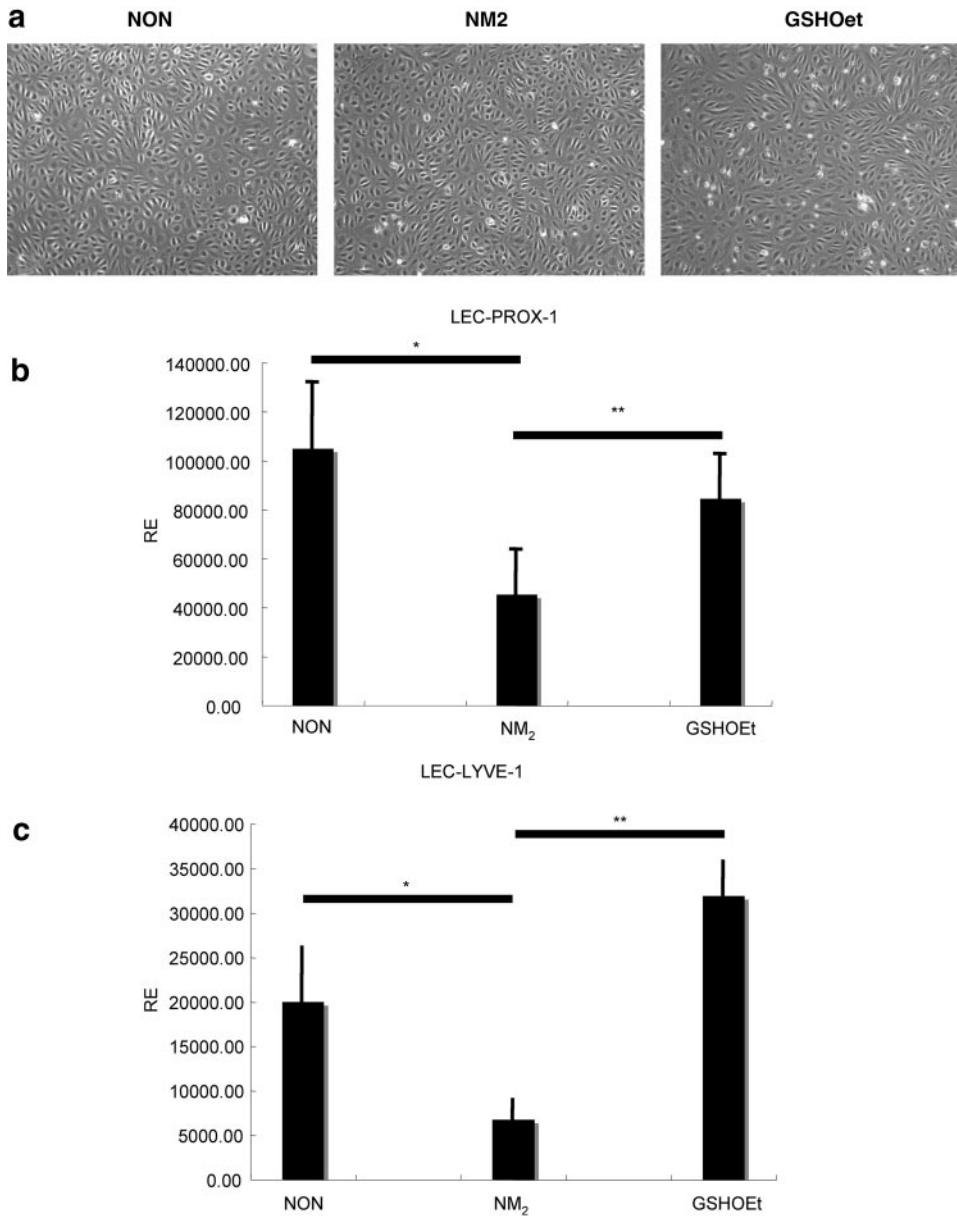 a
NON
NM2
GSHOet
LEC-PROX-1
b
*
**
140000.00
120000.00
100000.00
80000.00
60000.00
40000.00
20000.00
0.00
RE
NON
NM₂
GSHOEt
LEC-LYVE-1
c
*
**
40000.00
35000.00
30000.00
25000.00
20000.00
15000.00
10000.00
5000.00
0.00
RE
NON
NM₂
GSHOEt